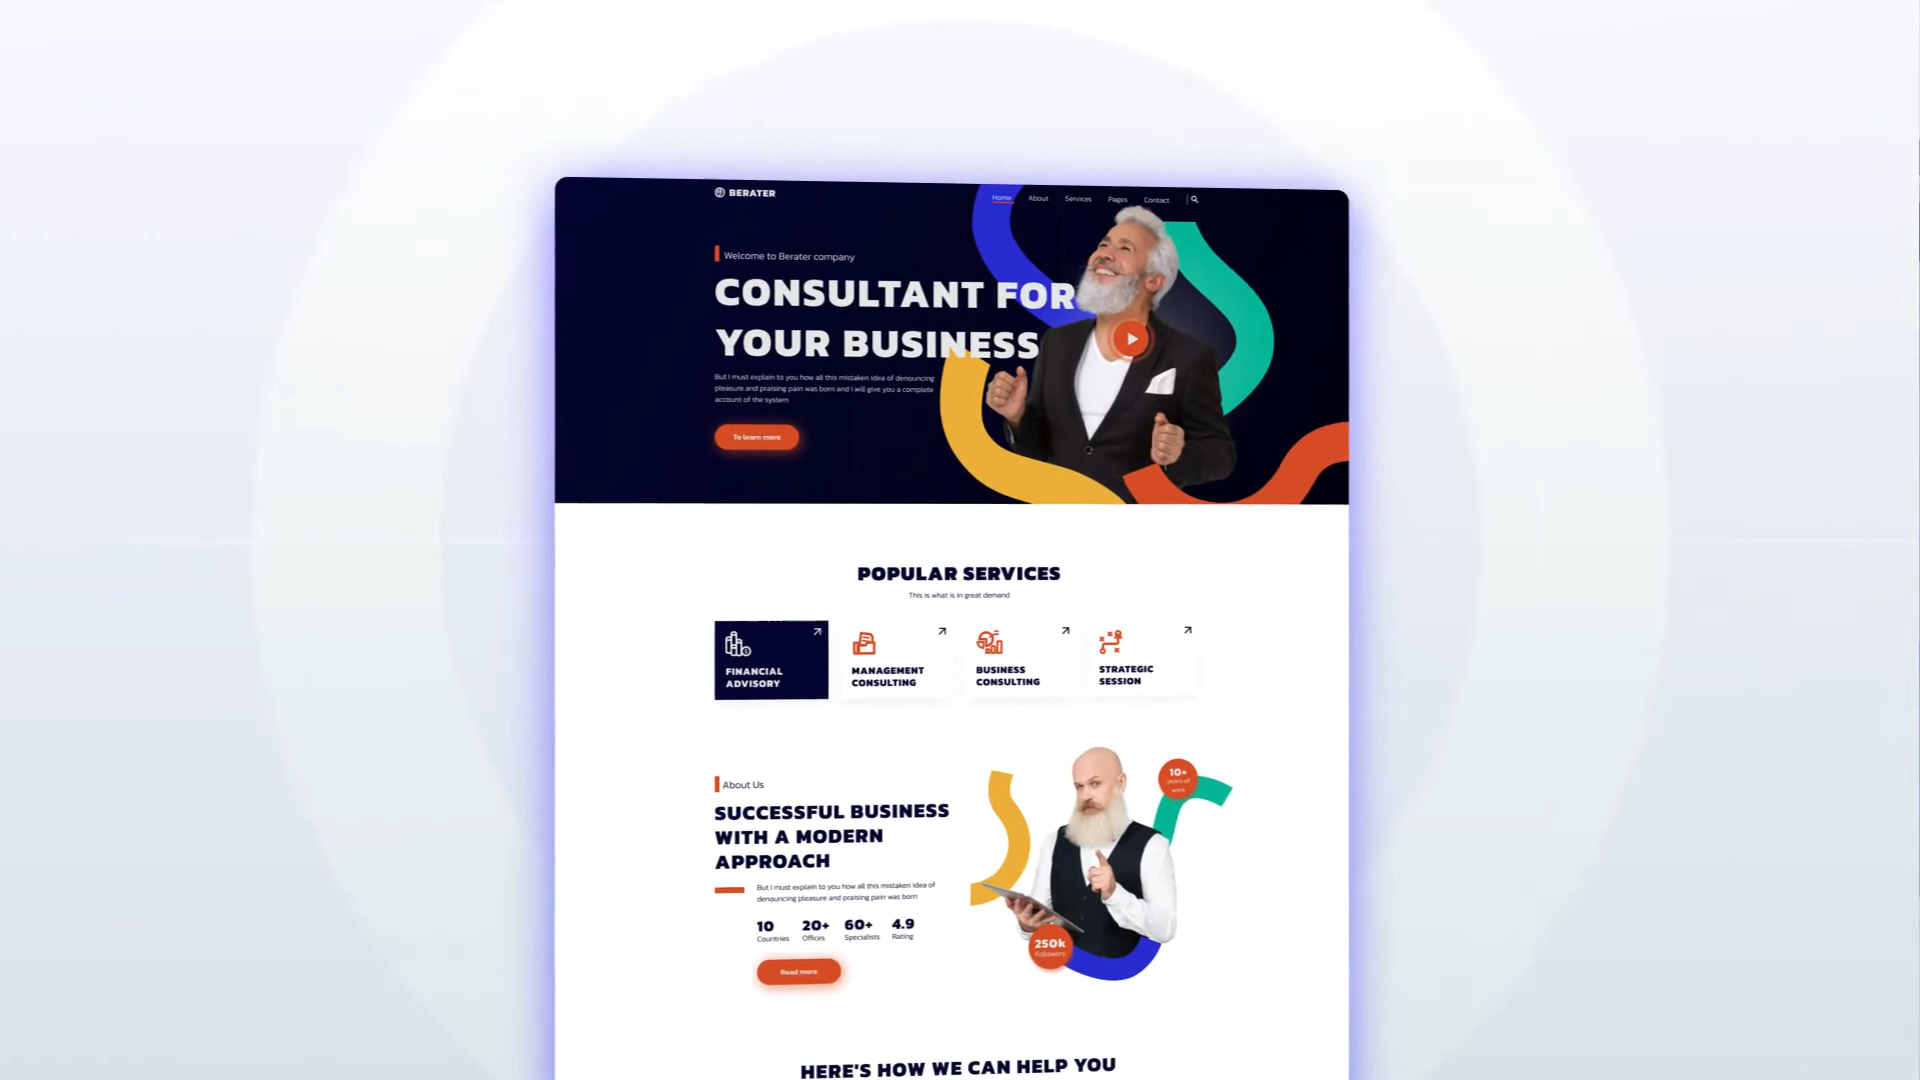 BERATER
Home About Services Pages Contact
Welcome to Berater company
CONSULTANT FOR
YOUR BUSINESS
But I must explain to you how all this mistaken idea of denouncing
pleasure and praising pain was born and I will give you a complete
account of the system
To learn more
POPULAR SERVICES
This is what is in great demand
FINANCIAL
ADVISORY
MANAGEMENT
CONSULTING
BUSINESS
CONSULTING
STRATEGIC
SESSION
10+
years of
work
About Us
SUCCESSFUL BUSINESS
WITH A MODERN
APPROACH
But I must explain to you how all this mistaken idea of
denouncing pleasure and praising pain was born
10 20+ 60+ 4.9
Countries Offices Specialists Rating
250k
Followers
Read more
HERE'S HOW WE CAN HELP YOU